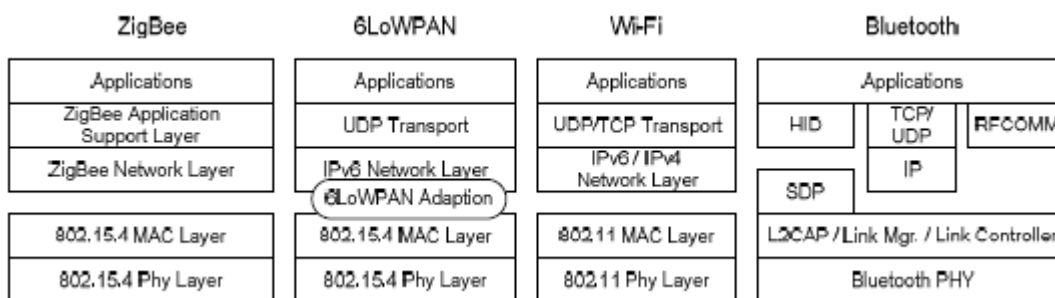 ZigBee
Applications
ZigBee Application
Support Layer
ZigBee Network Layer
802.15.4 MAC Layer
802.15.4 Phy Layer
6LoWPAN
Applications
UDP Transport
IPv6 Network Layer
6LoWPAN Adaption
802.15.4 MAC Layer
802.15.4 Phy Layer
Wi-Fi
Applications
UDP/TCP Transport
IPv6 / IPv4
Network Layer
802.11 MAC Layer
802.11 Phy Layer
Bluetooth
Applications
HID
TCP/
UDP
RFCOMM
IP
SDP
L2CAP / Link Mgr. / Link Controller
Bluetooth PHY